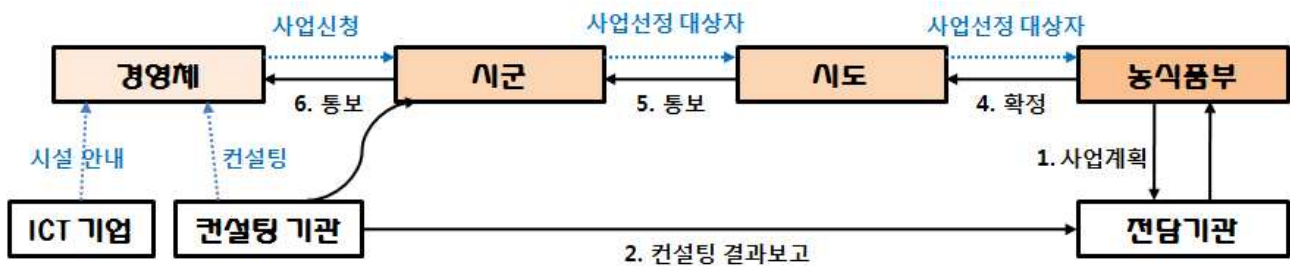 사업신청
사업선정 대상자
사업선정 대상자
경영체
시군
시도
농식품부
6. 통보
5. 통보
4. 확정
시설 안내
컨설팅
1. 사업계획
ICT 기업
컨설팅 기관
전담기관
2. 컨설팅 결과보고